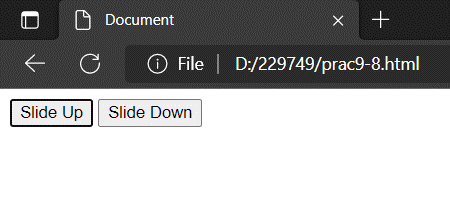 Document
File D:/229749/prac9-8.html
Slide Up Slide Down